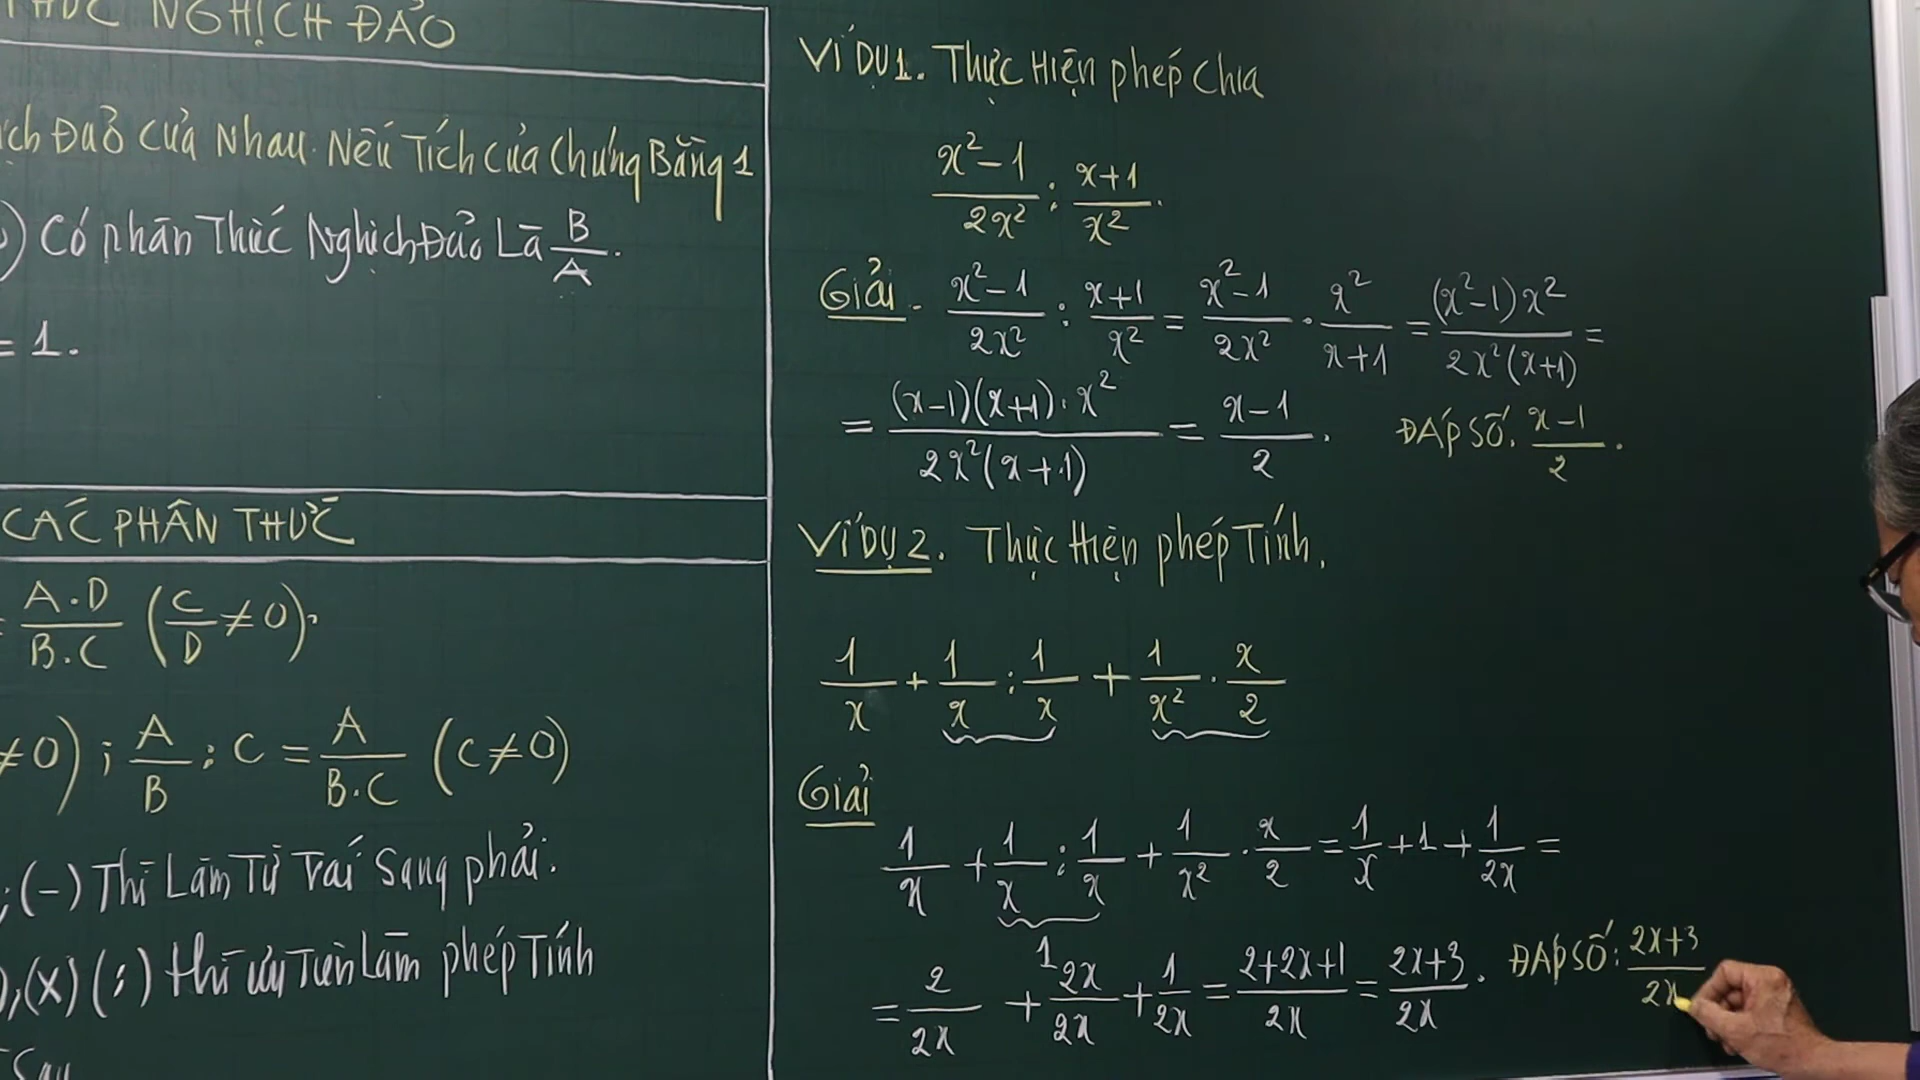 THỨC NGHỊCH ĐẢO
ịch Đảo Của Nhau. Nếu Tích Của Chúng Bằng 1
) Có phân Thức Nghịch Đảo Là B/A.
= 1.
CÁC PHÂN THỨC
= A.D/B.C (C/D ≠ 0).
≠ 0) ; A/B : C = A/B.C (C ≠ 0)
; (-) Thì Làm Từ Trái Sang phải.
), (x) (:) thì ưu Tiên Làm phép Tính
Sau
VÍ DỤ 1. Thực Hiện phép Chia
x²-1/2x² : x+1/x².
Giải. x²-1/2x² : x+1/x² = x²-1/2x² . x²/x+1 = (x²-1)x²/2x²(x+1) =
= (x-1)(x+1).x²/2x²(x+1) = x-1/2. ĐÁP SỐ. x-1/2.
VÍ DỤ 2. Thực Hiện phép Tính.
1/x + 1/x : 1/x + 1/x² . x/2
Giải
1/x + 1/x : 1/x + 1/x² . x/2 = 1/x + 1 + 1/2x =
1
= 2/2x + 2x/2x + 1/2x = 2+2x+1/2x = 2x+3/2x. ĐÁP SỐ: 2x+3/2x